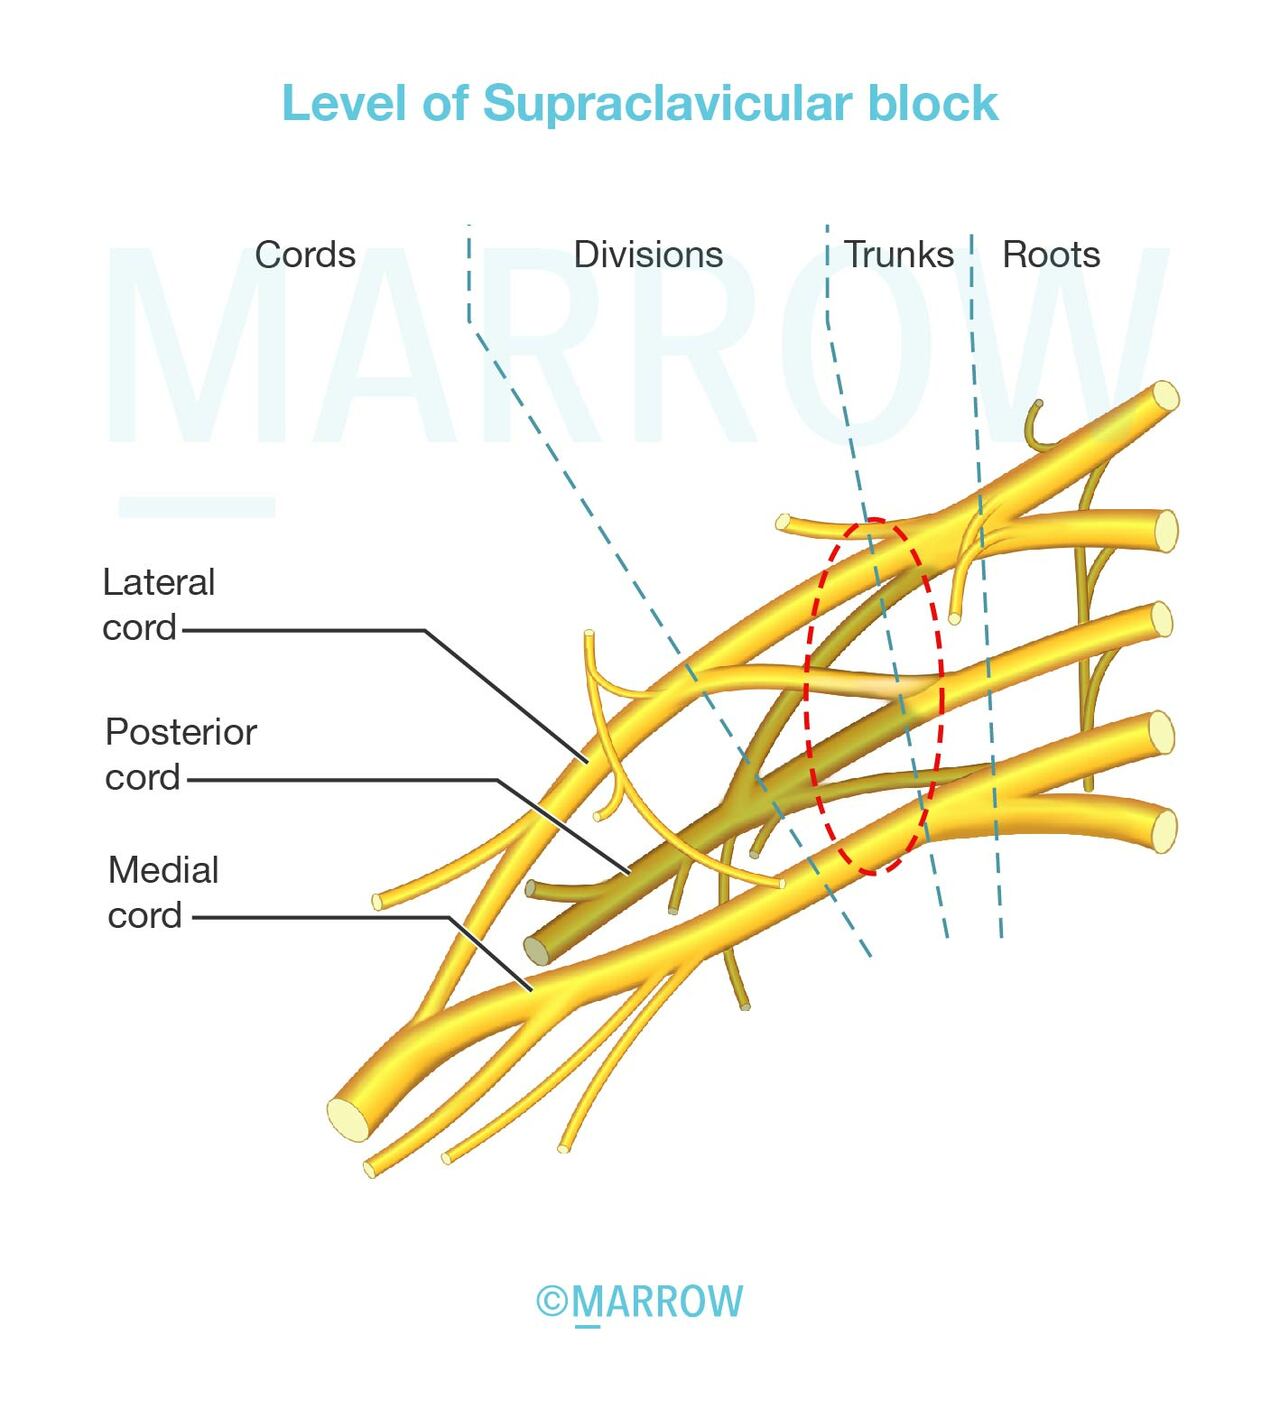 Level of Supraclavicular block
MARROW
Cords Divisions Trunks Roots
Lateral
cord
Posterior
cord
Medial
cord
©MARROW